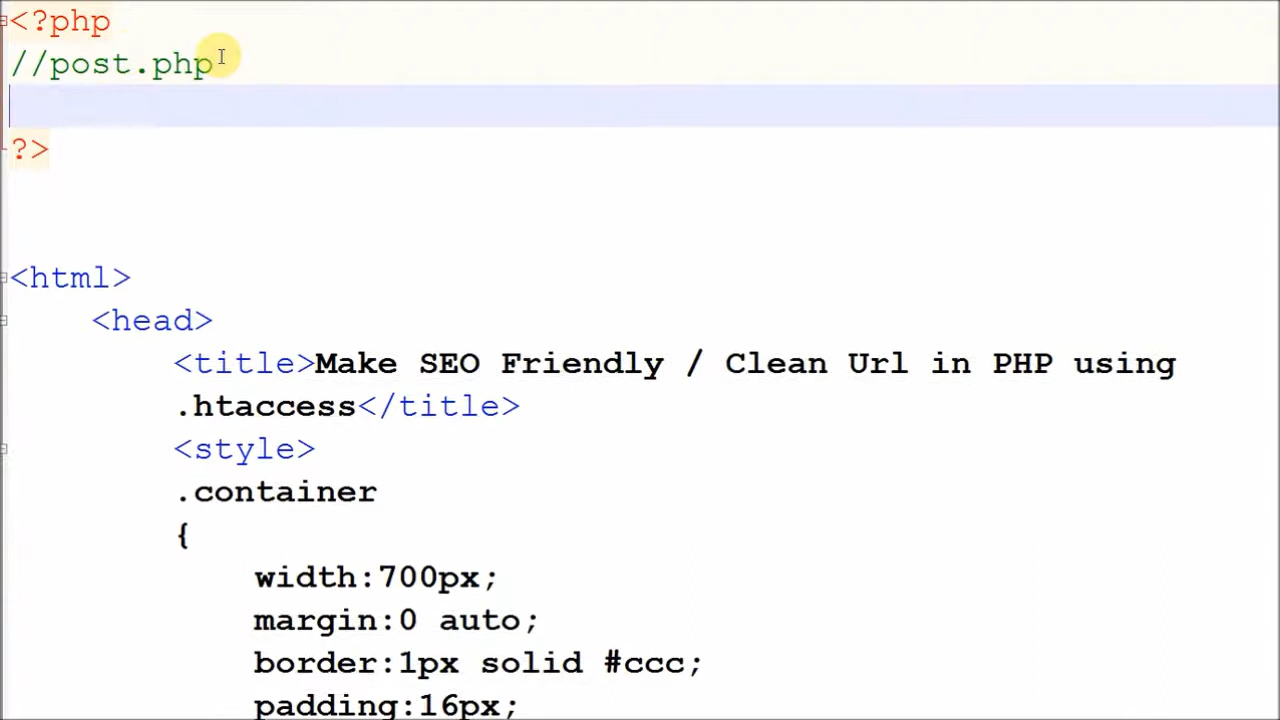 <?php
//post.php
?>
<html>
<head>
<title>Make SEO Friendly / Clean Url in PHP using
.htaccess</title>
<style>
.container
{
width:700px;
margin:0 auto;
border:1px solid #ccc;
padding:16px;